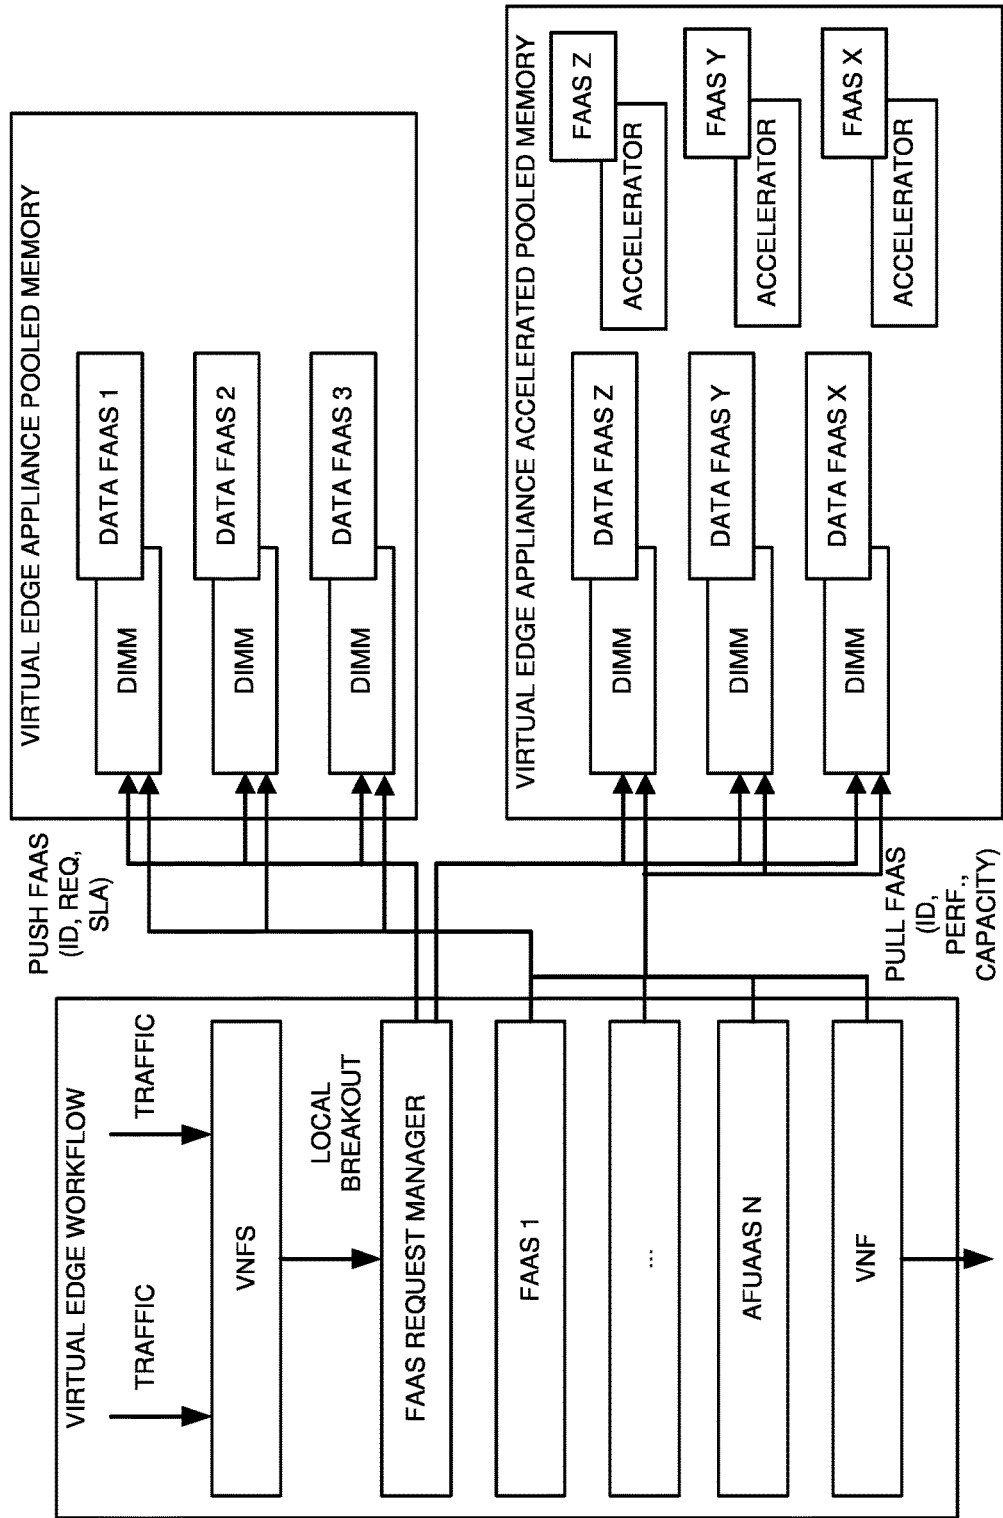 VIRTUAL EDGE WORKFLOW
TRAFFIC
TRAFFIC
VNFS
LOCAL
BREAKOUT
FAAS REQUEST MANAGER
FAAS 1
...
AFUAAS N
VNF
PUSH FAAS
(ID, REQ,
SLA)
PULL FAAS
(ID,
PERF.,
CAPACITY)
VIRTUAL EDGE APPLIANCE POOLED MEMORY
DIMM
DATA FAAS 1
DIMM
DATA FAAS 2
DIMM
DATA FAAS 3
VIRTUAL EDGE APPLIANCE ACCELERATED POOLED MEMORY
DIMM
DATA FAAS Z
ACCELERATOR
FAAS Z
DIMM
DATA FAAS Y
ACCELERATOR
FAAS Y
DIMM
DATA FAAS X
ACCELERATOR
FAAS X